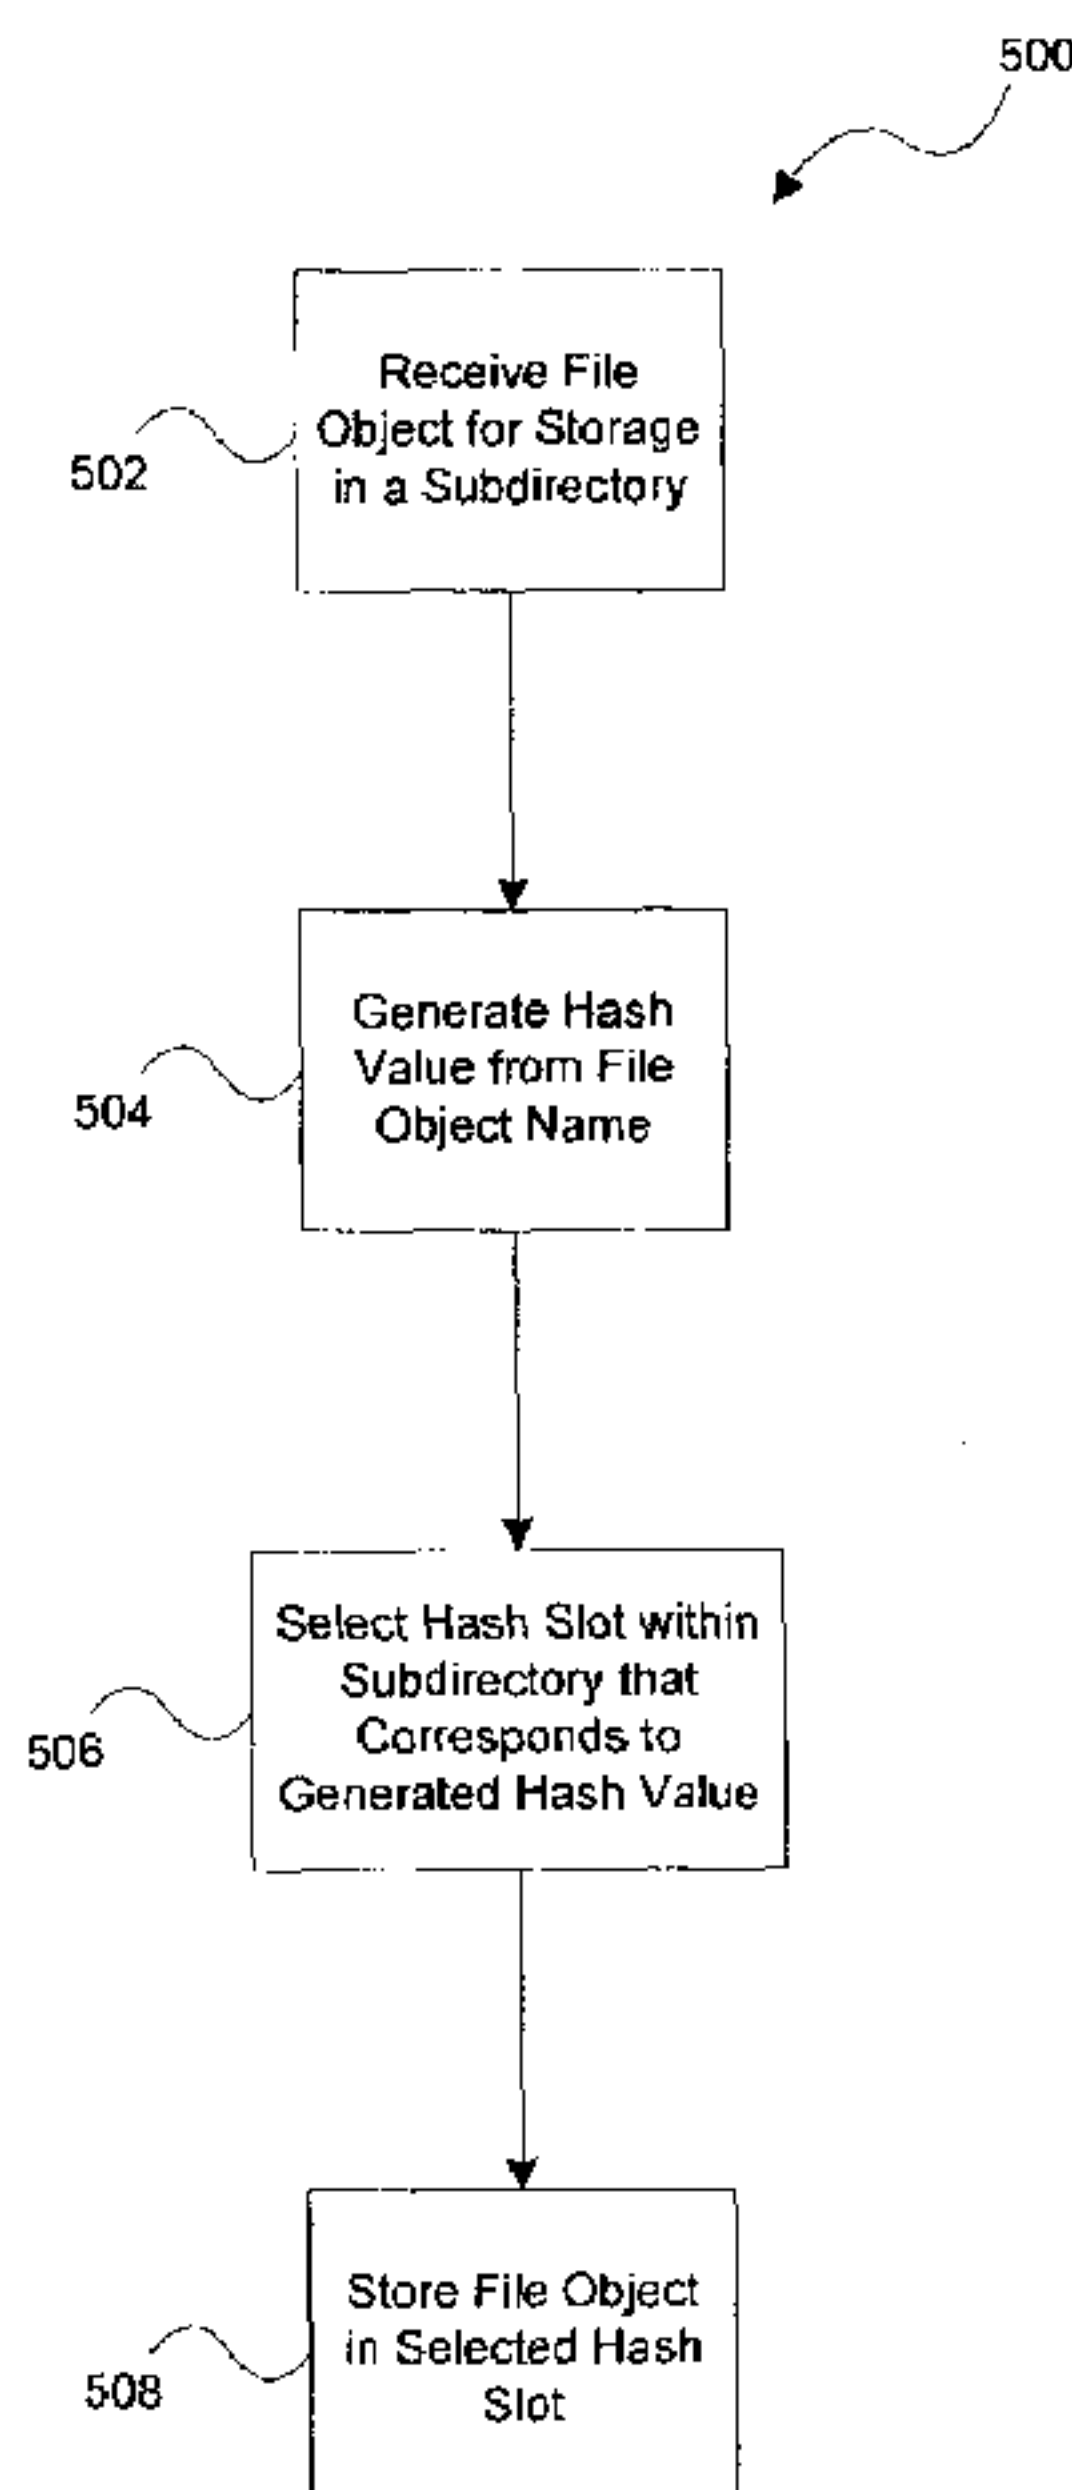 500
Receive File
Object for Storage
in a Subdirectory
502
Generate Hash
Value from File
Object Name
504
Select Hash Slot within
Subdirectory that
Corresponds to
Generated Hash Value
506
Store File Object
in Selected Hash
Slot
508